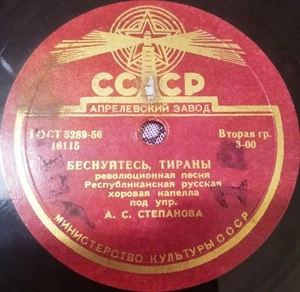 СССР
АПРЕЛЕВСКИЙ ЗАВОД
ГОСТ 5289-56
Вторая гр.
16115
3-00
БЕСНУЙТЕСЬ, ТИРАНЫ
революционная песня
Республиканская русская
хоровая капелла
под упр.
А. С. СТЕПАНОВА
МИНИСТЕРСТВО КУЛЬТУРЫ СССР